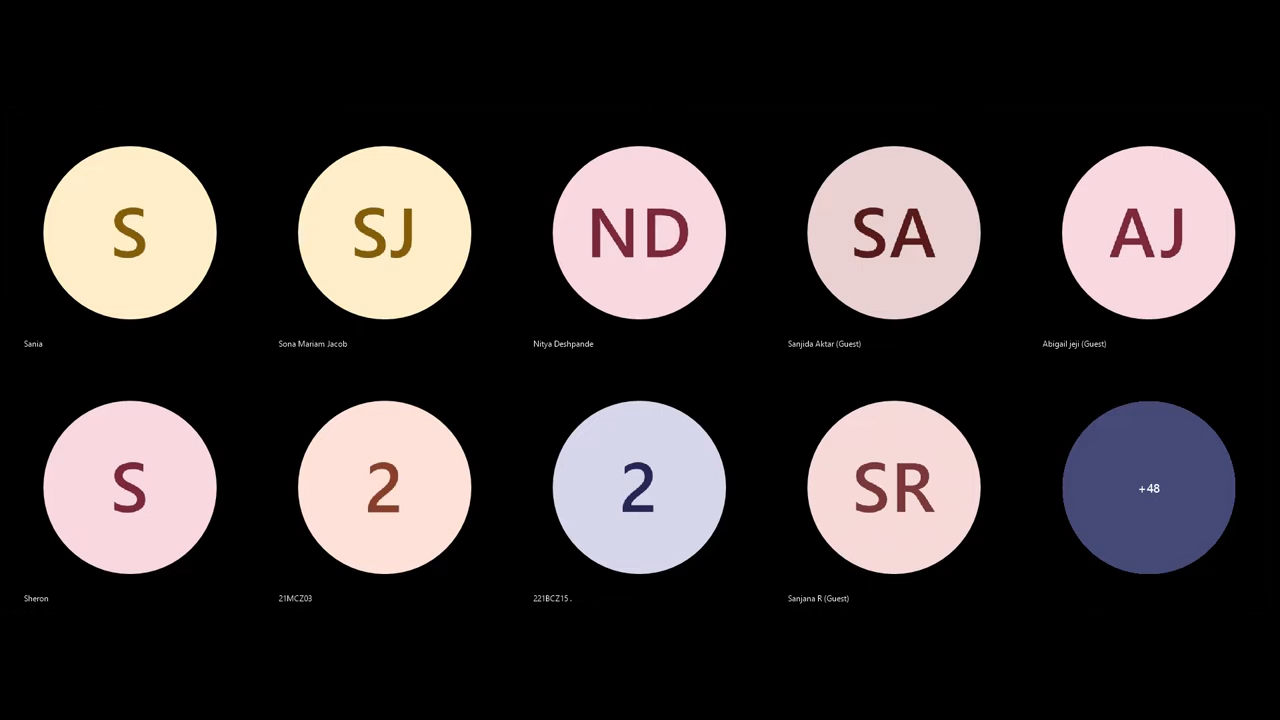 S
SJ
ND
SA
AJ
Sania
Sona Mariam Jacob
Nitya Deshpande
Sanjida Aktar (Guest)
Abigail jeji (Guest)
S
2
2
SR
+48
Sheron
21MCZ03
221BCZ15 .
Sanjana R (Guest)